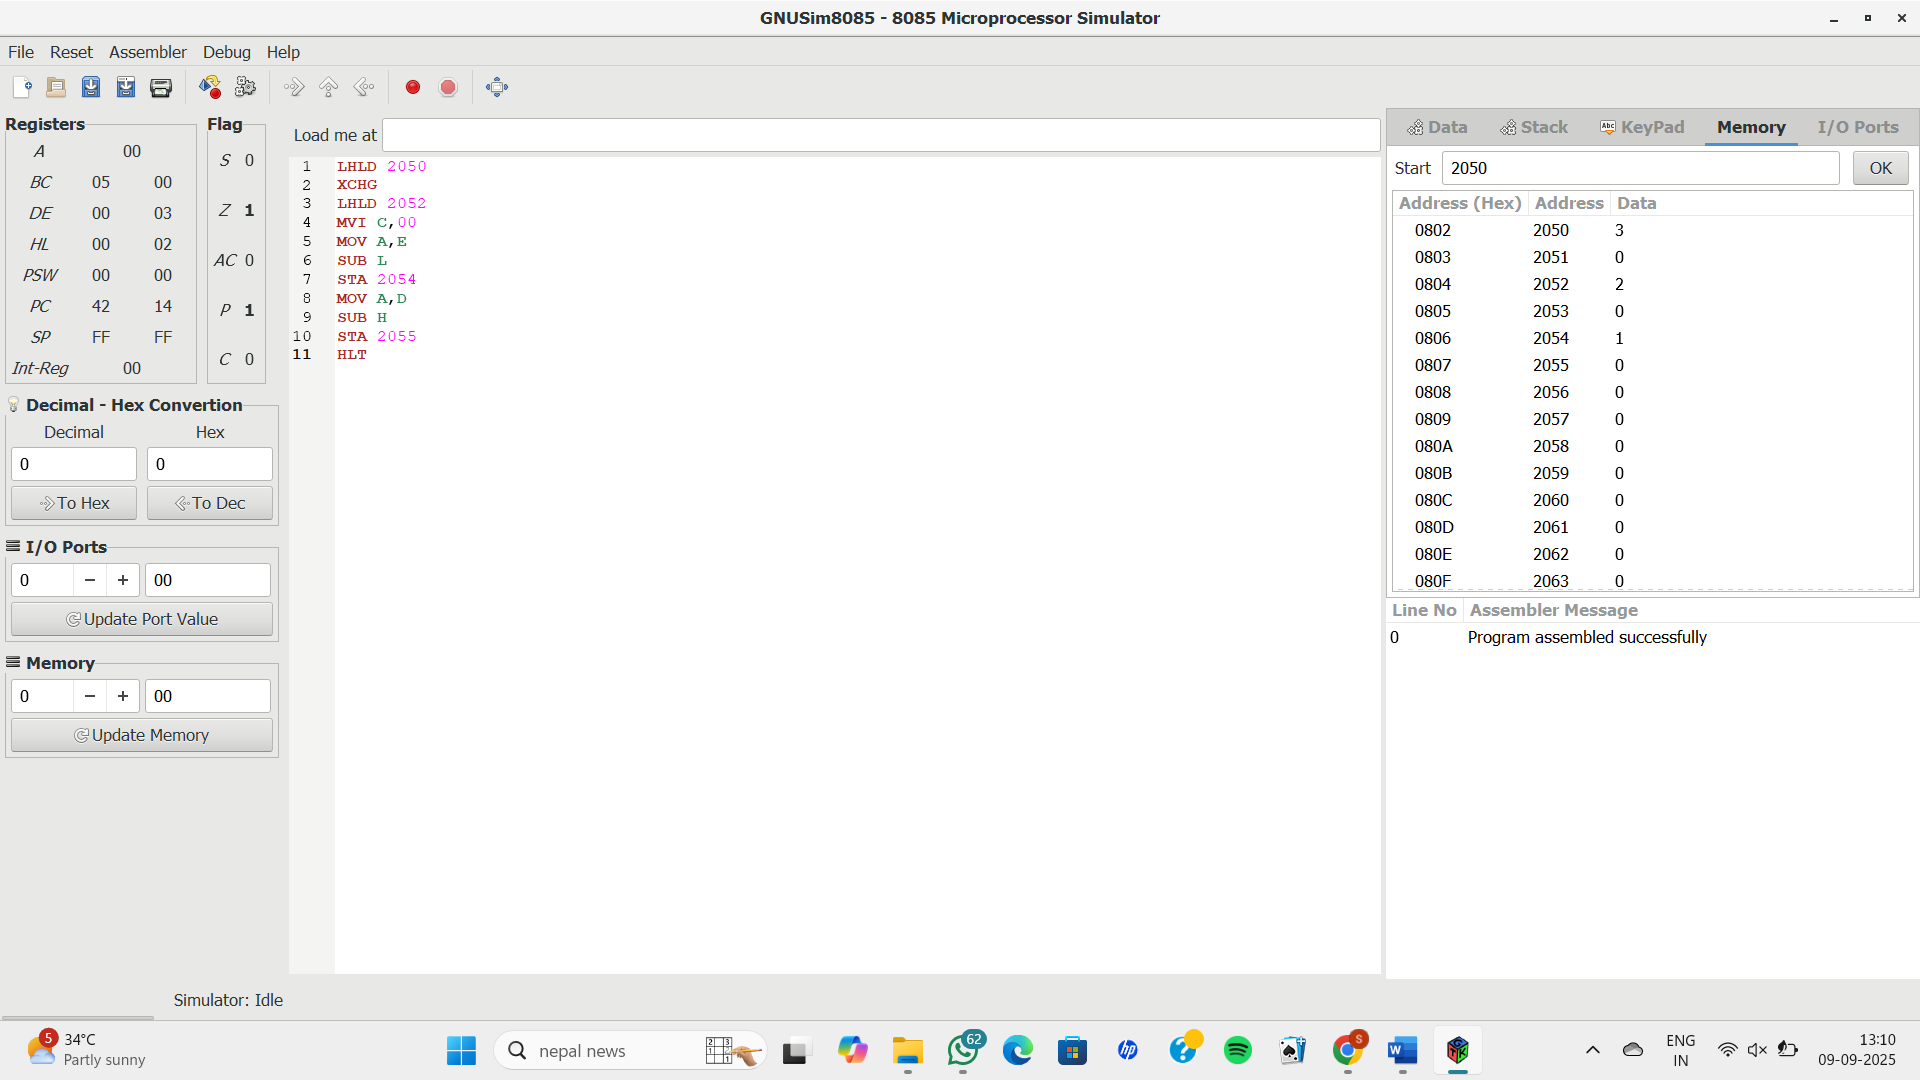 GNUSim8085 - 8085 Microprocessor Simulator
File Reset Assembler Debug Help
Registers
A 00
BC 05 00
DE 00 03
HL 00 02
PSW 00 00
PC 42 14
SP FF FF
Int-Reg 00
Flag
S 0
Z 1
AC 0
P 1
C 0
Decimal - Hex Convertion
Decimal Hex
0 0
To Hex To Dec
I/O Ports
0 − + 00
Update Port Value
Memory
0 − + 00
Update Memory
Load me at
1 LHLD 2050
2 XCHG
3 LHLD 2052
4 MVI C,00
5 MOV A,E
6 SUB L
7 STA 2054
8 MOV A,D
9 SUB H
10 STA 2055
11 HLT
Data Stack Abc KeyPad Memory I/O Ports
Start 2050 OK
Address (Hex) Address Data
0802 2050 3
0803 2051 0
0804 2052 2
0805 2053 0
0806 2054 1
0807 2055 0
0808 2056 0
0809 2057 0
080A 2058 0
080B 2059 0
080C 2060 0
080D 2061 0
080E 2062 0
080F 2063 0
Line No Assembler Message
0 Program assembled successfully
Simulator: Idle
5 34°C
Partly sunny
nepal news
62
hp
S
W
ENG
IN
13:10
09-09-2025